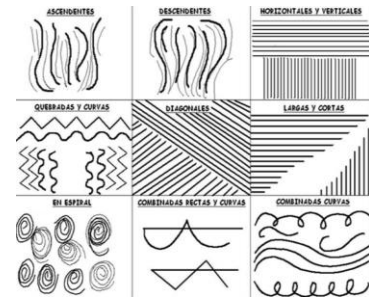 ASCENDENTES
DESCENDENTES
HORIZONTALES Y VERTICALES
QUEBRADAS Y CURVAS
DIAGONALES
LARGAS Y CORTAS
EN ESPIRAL
COMBINADAS RECTAS Y CURVAS
COMBINADAS CURVAS